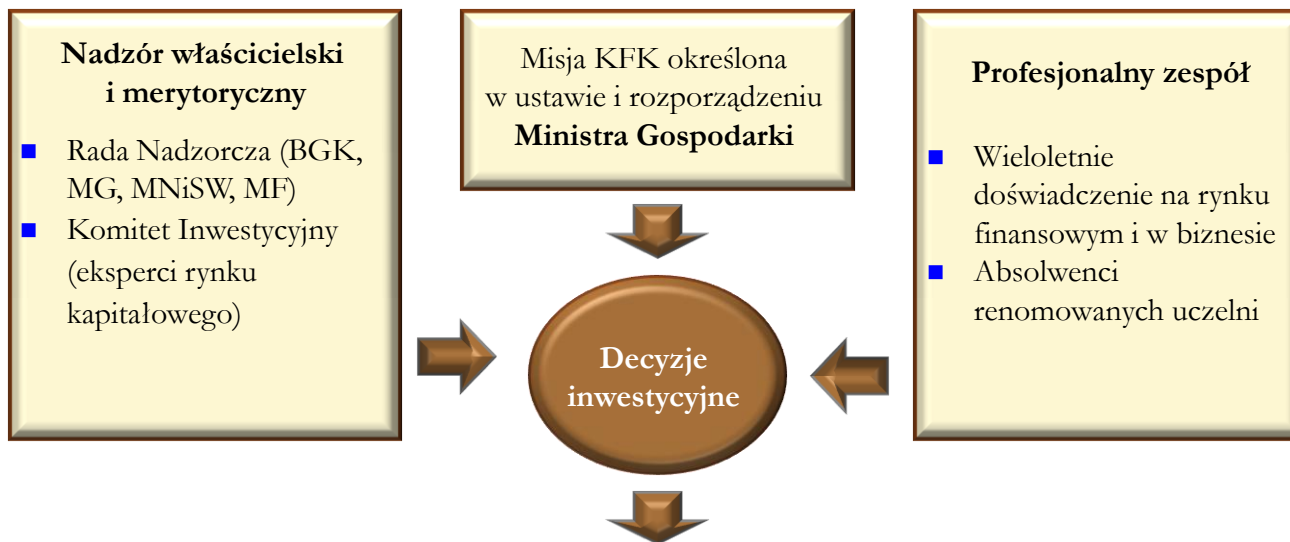 Nadzór właścicielski
i merytoryczny
Rada Nadzorcza (BGK,
MG, MNiSW, MF)
Komitet Inwestycyjny
(eksperci rynku
kapitałowego)
Misja KFK określona
w ustawie i rozporządzeniu
Ministra Gospodarki
Profesjonalny zespół
Wieloletnie
doświadczenie na rynku
finansowym i w biznesie
Absolwenci
renomowanych uczelni
Decyzje
inwestycyjne